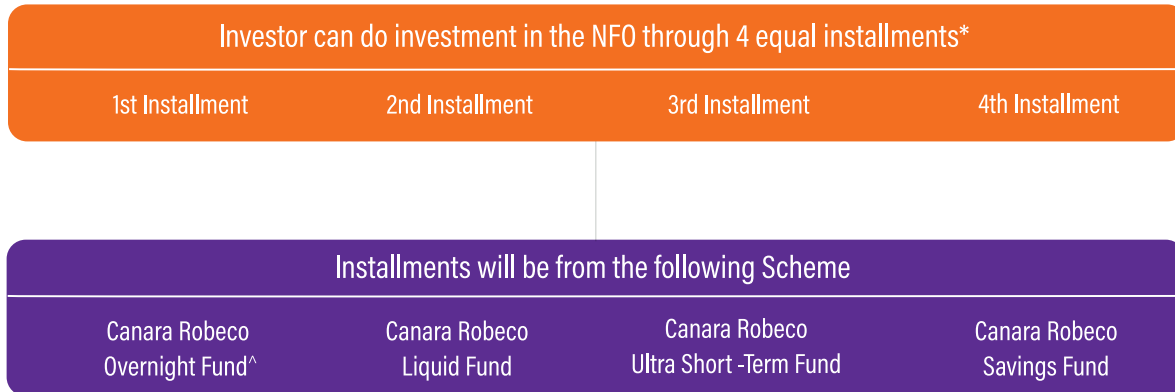 Investor can do investment in the NFO through 4 equal installments*
1st Installment 2nd Installment 3rd Installment 4th Installment
Installments will be from the following Scheme
Canara Robeco Canara Robeco Canara Robeco Canara Robeco
Overnight Fund^ Liquid Fund Ultra Short -Term Fund Savings Fund